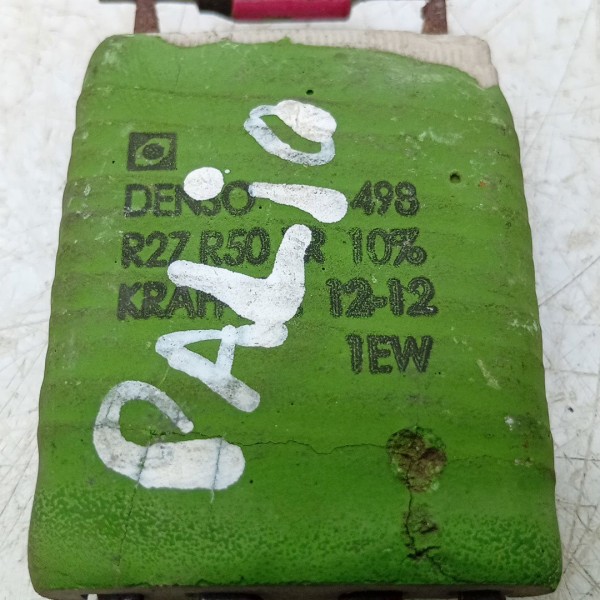 DENSO 498
R27 R50 10%
12-12
1EW
PALiO